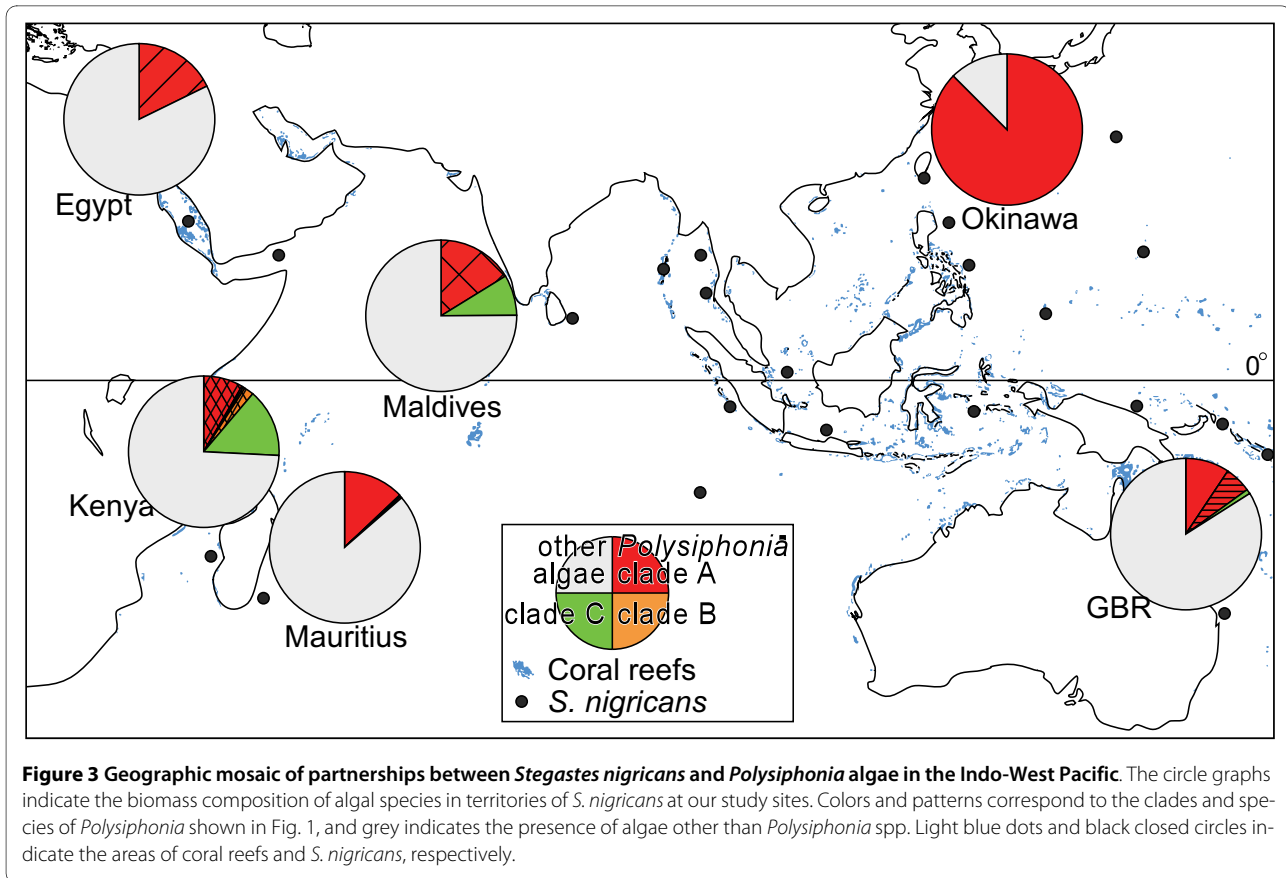 Egypt
Okinawa
Maldives
0°
Kenya
Mauritius
GBR
other Polysiphonia
algae clade A
clade C clade B
Coral reefs
S. nigricans
Figure 3 Geographic mosaic of partnerships between Stegastes nigricans and Polysiphonia algae in the Indo-West Pacific. The circle graphs
indicate the biomass composition of algal species in territories of S. nigricans at our study sites. Colors and patterns correspond to the clades and spe-
cies of Polysiphonia shown in Fig. 1, and grey indicates the presence of algae other than Polysiphonia spp. Light blue dots and black closed circles in-
dicate the areas of coral reefs and S. nigricans, respectively.